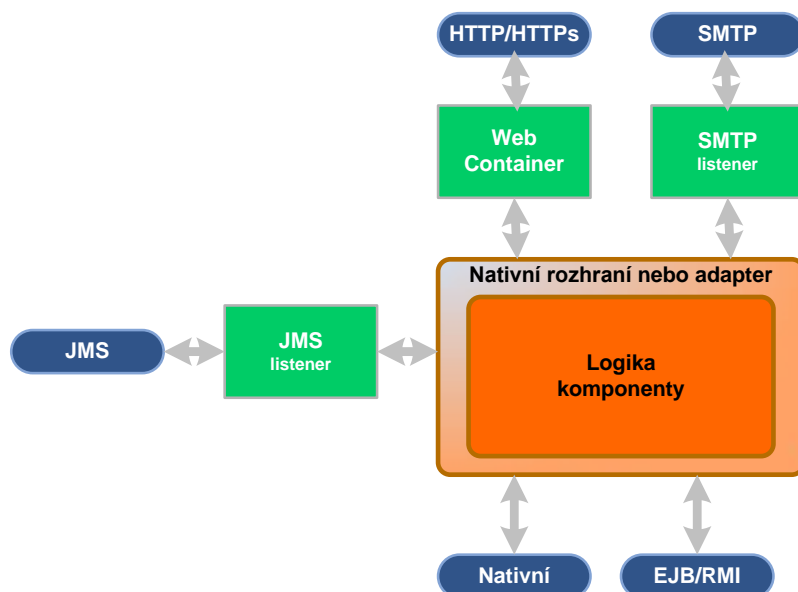 HTTP/HTTPs
SMTP
Web
Container
SMTP
listener
Nativní rozhraní nebo adapter
Logika
komponenty
JMS
JMS
listener
Nativní
EJB/RMI